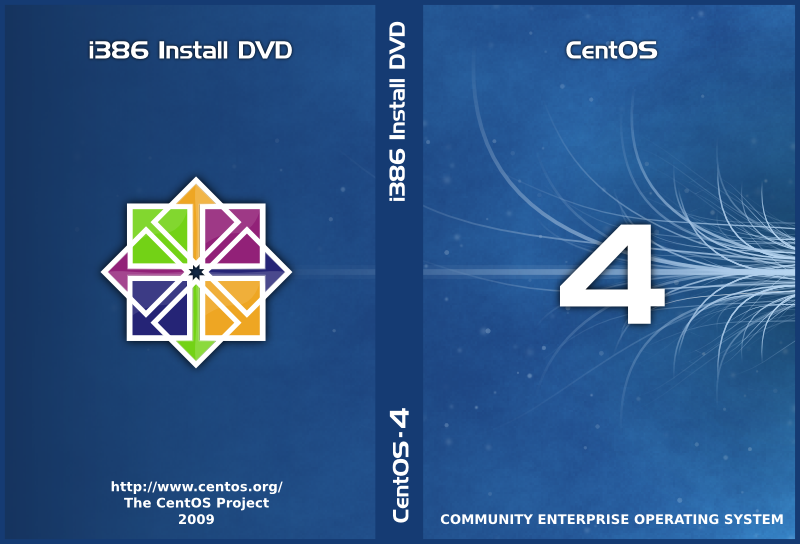 i386 Install DVD
http://www.centos.org/
The CentOS Project
2009
i386 Install DVD
CentOS-4
CentOS
4
COMMUNITY ENTERPRISE OPERATING SYSTEM